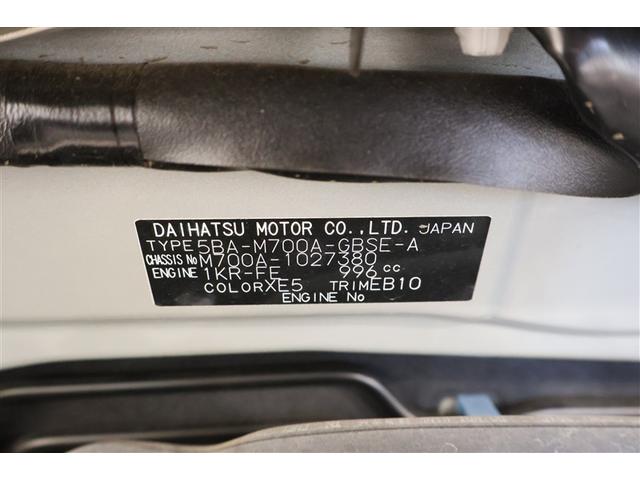 DAIHATSU MOTOR CO.,LTD. JAPAN
TYPE 5BA-M700A-GBSE-A
CHASSIS No M700A-1027380
ENGINE 1KR-FE 996 cc
COLOR XE5 TRIM EB10
ENGINE No